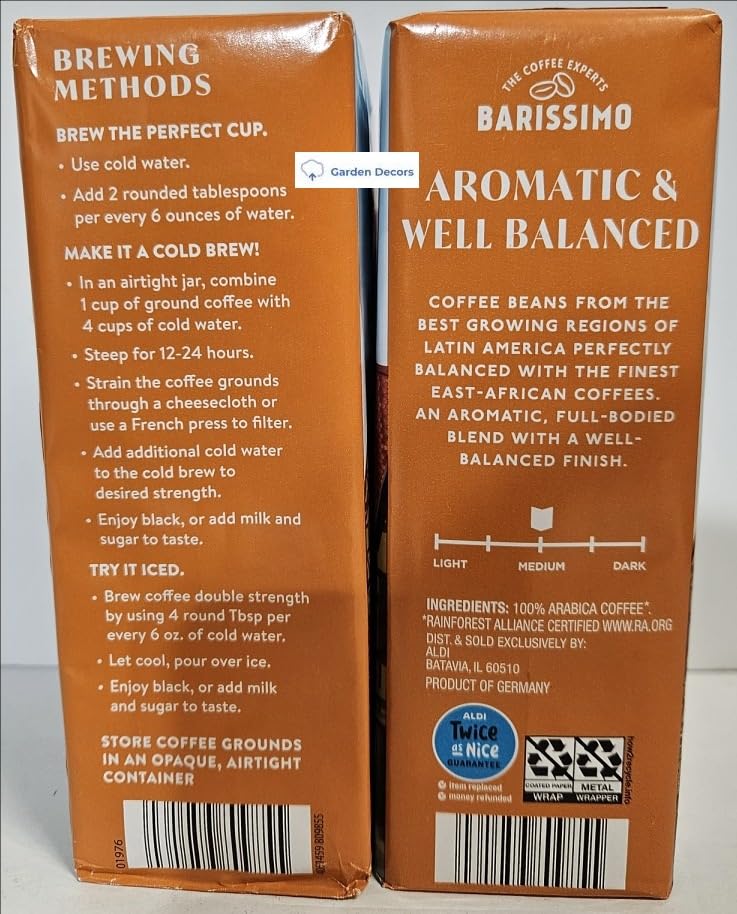 BREWING
METHODS
BREW THE PERFECT CUP.
• Use cold water.
• Add 2 rounded tablespoons
per every 6 ounces of water.
MAKE IT A COLD BREW!
• In an airtight jar, combine
1 cup of ground coffee with
4 cups of cold water.
• Steep for 12-24 hours.
• Strain the coffee grounds
through a cheesecloth or
use a French press to filter.
• Add additional cold water
to the cold brew to
desired strength.
• Enjoy black, or add milk and
sugar to taste.
TRY IT ICED.
• Brew coffee double strength
by using 4 round Tbsp per
every 6 oz. of cold water.
• Let cool, pour over ice.
• Enjoy black, or add milk
and sugar to taste.
STORE COFFEE GROUNDS
IN AN OPAQUE, AIRTIGHT
CONTAINER
01976
Garden Decors
THE COFFEE EXPERTS
BARISSIMO
AROMATIC &
WELL BALANCED
COFFEE BEANS FROM THE
BEST GROWING REGIONS OF
LATIN AMERICA PERFECTLY
BALANCED WITH THE FINEST
EAST-AFRICAN COFFEES.
AN AROMATIC, FULL-BODIED
BLEND WITH A WELL-
BALANCED FINISH.
LIGHT MEDIUM DARK
INGREDIENTS: 100% ARABICA COFFEE*.
*RAINFOREST ALLIANCE CERTIFIED WWW.RA.ORG
DIST. & SOLD EXCLUSIVELY BY:
ALDI
BATAVIA, IL 60510
PRODUCT OF GERMANY
ALDI
Twice
as Nice
GUARANTEE
item replaced
money refunded
COATED PAPER METAL
WRAP WRAPPER
how2recycle.info